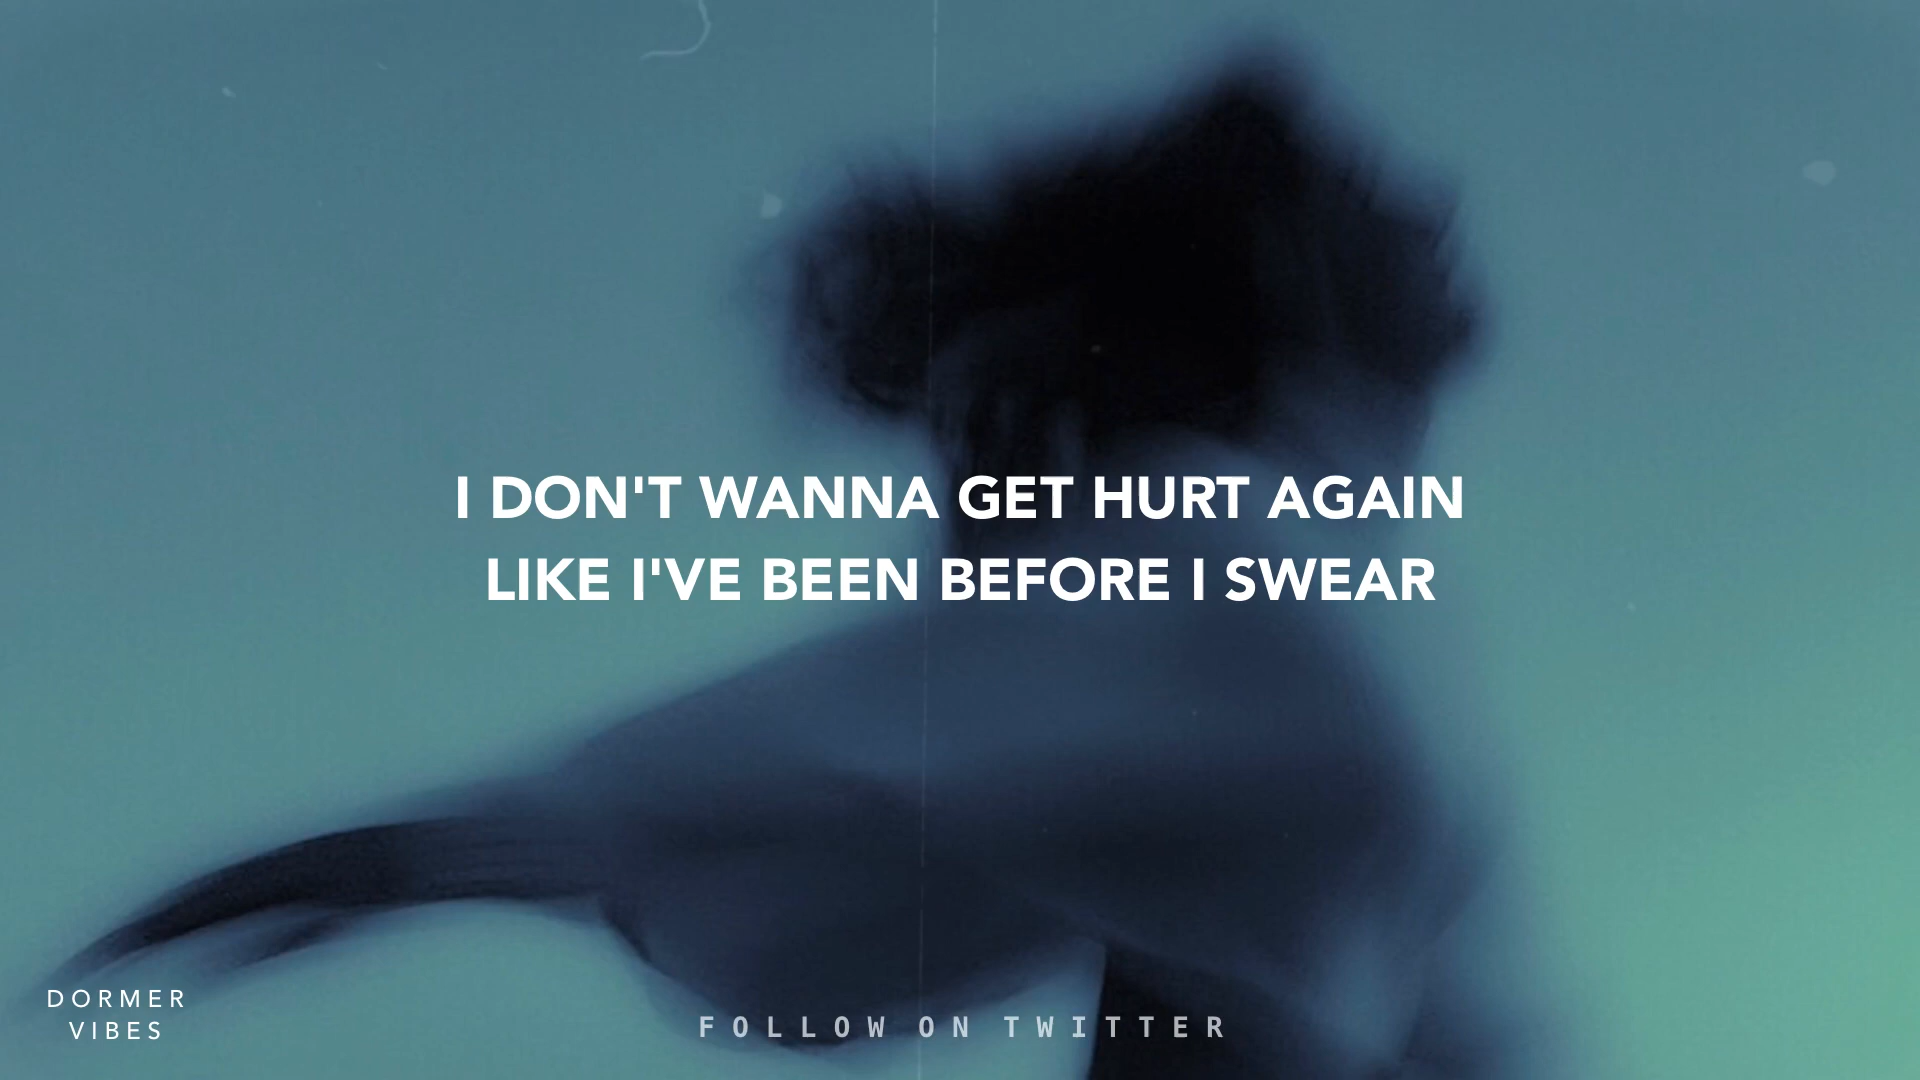 I DON'T WANNA GET HURT AGAIN
LIKE I'VE BEEN BEFORE I SWEAR
DORMER
VIBES
FOLLOW ON TWITTER